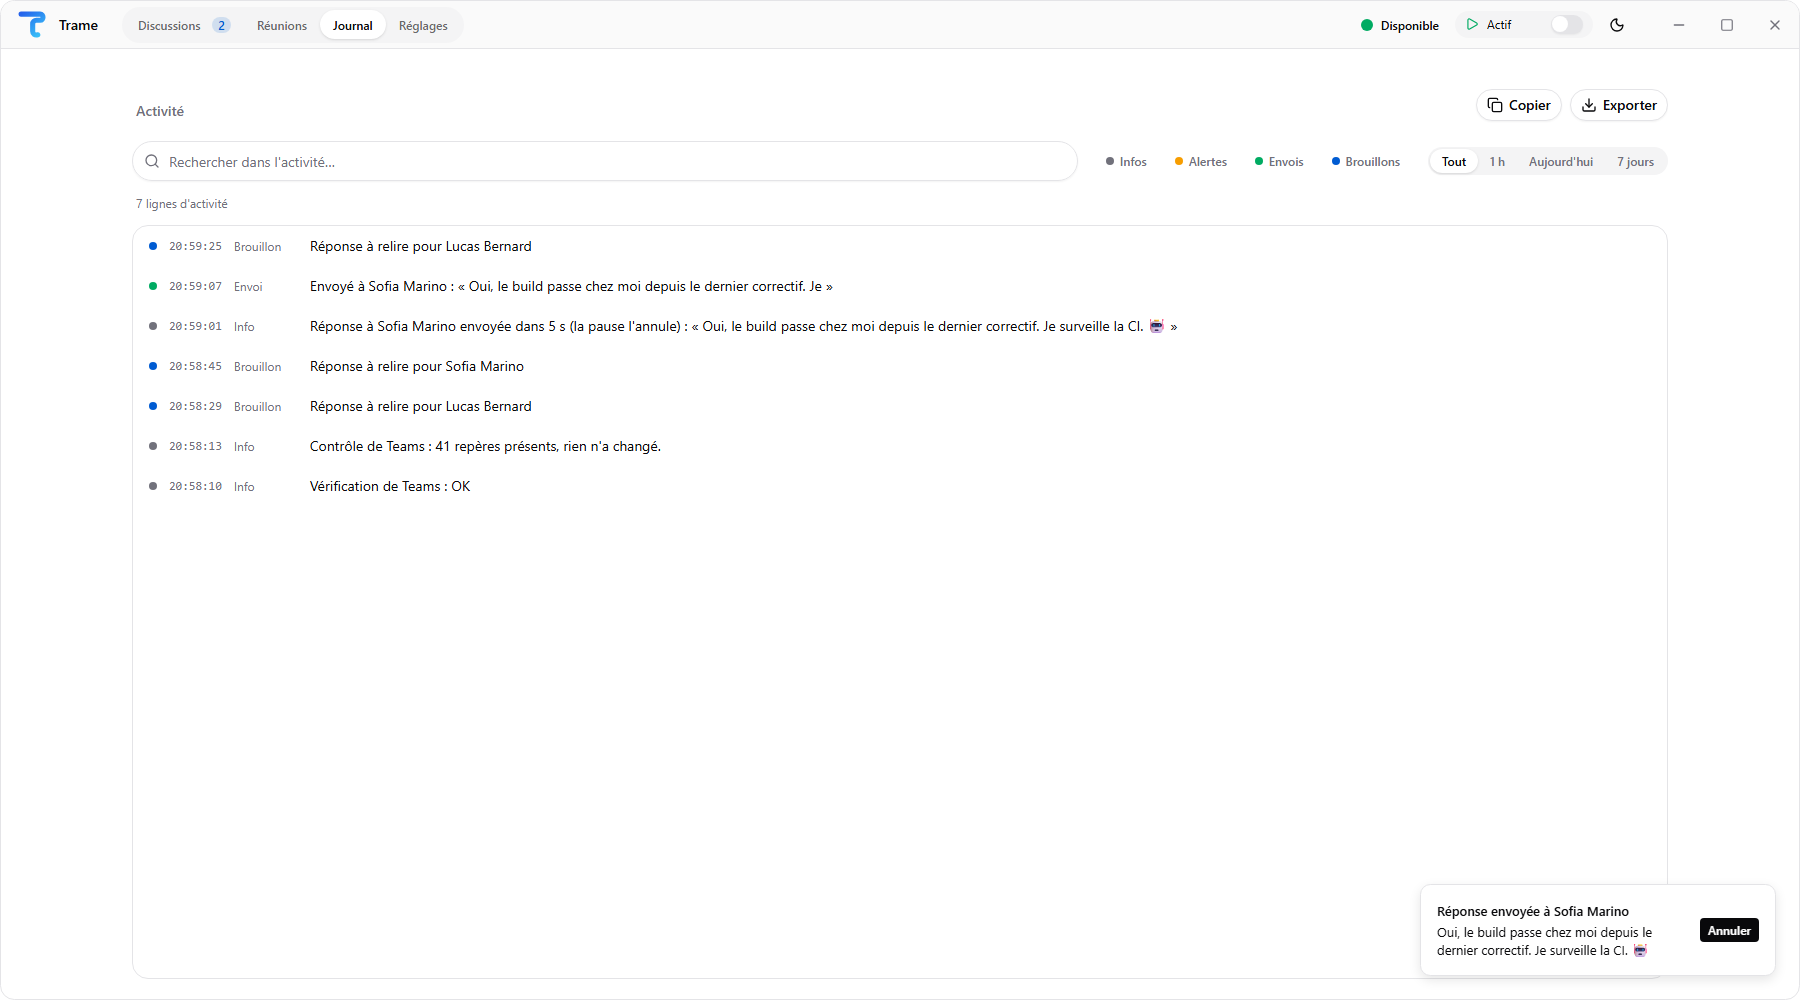 Trame
Discussions 2 Réunions Journal Réglages
Disponible
Actif
Activité
Copier
Exporter
Rechercher dans l'activité...
Infos Alertes Envois Brouillons
Tout 1 h Aujourd'hui 7 jours
7 lignes d'activité
20:59:25 Brouillon Réponse à relire pour Lucas Bernard
20:59:07 Envoi Envoyé à Sofia Marino : « Oui, le build passe chez moi depuis le dernier correctif. Je »
20:59:01 Info Réponse à Sofia Marino envoyée dans 5 s (la pause l'annule) : « Oui, le build passe chez moi depuis le dernier correctif. Je surveille la CI. 🤖 »
20:58:45 Brouillon Réponse à relire pour Sofia Marino
20:58:29 Brouillon Réponse à relire pour Lucas Bernard
20:58:13 Info Contrôle de Teams : 41 repères présents, rien n'a changé.
20:58:10 Info Vérification de Teams : OK
Réponse envoyée à Sofia Marino
Oui, le build passe chez moi depuis le
dernier correctif. Je surveille la CI. 🤖
Annuler